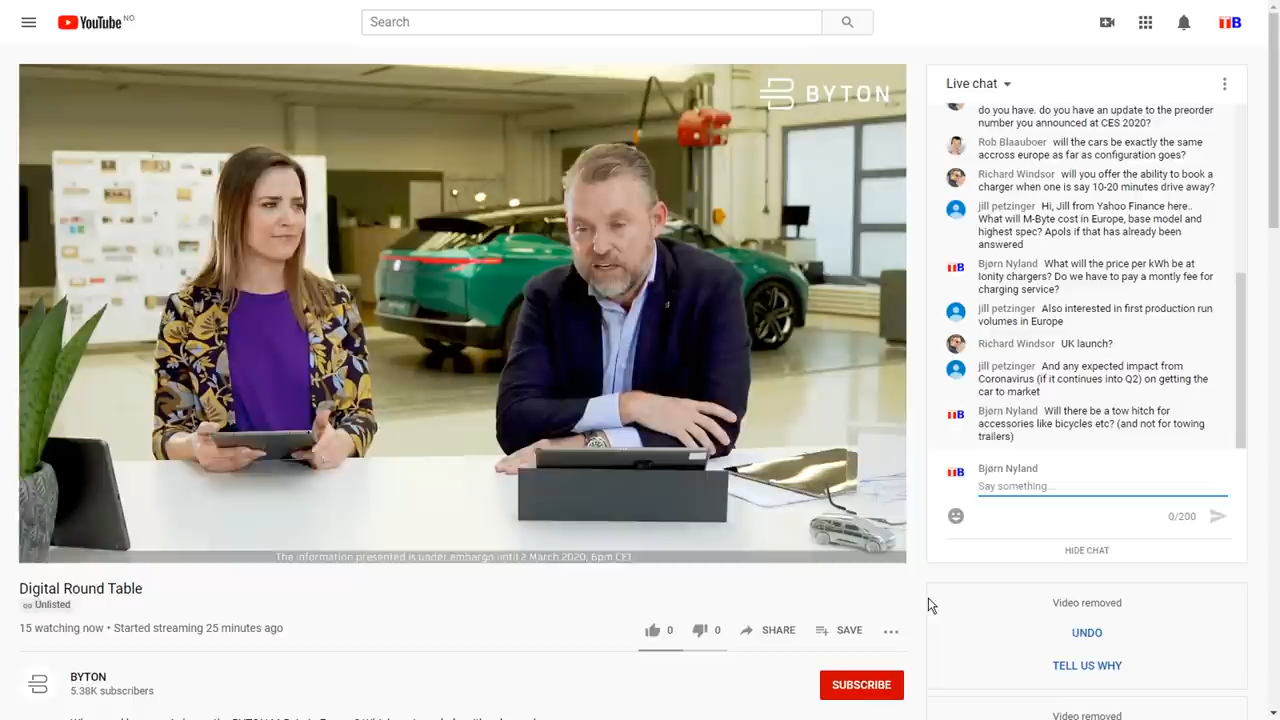 YouTube NO
Search
BYTON
The information presented is under embargo until 2 March 2020, 6pm CET
Digital Round Table
Unlisted
15 watching now • Started streaming 25 minutes ago
0
0
SHARE
SAVE
BYTON
5.38K subscribers
SUBSCRIBE
Live chat
do you have. do you have an update to the preorder
number you announced at CES 2020?
Rob Blaauboer will the cars be exactly the same
accross europe as far as configuration goes?
Richard Windsor will you offer the ability to book a
charger when one is say 10-20 minutes drive away?
jill petzinger Hi, Jill from Yahoo Finance here..
What will M-Byte cost in Europe, base model and
highest spec? Apols if that has already been
answered
TB
Bjørn Nyland What will the price per kWh be at
Ionity chargers? Do we have to pay a montly fee for
charging service?
jill petzinger Also interested in first production run
volumes in Europe
Richard Windsor UK launch?
jill petzinger And any expected impact from
Coronavirus (if it continues into Q2) on getting the
car to market
TB
Bjørn Nyland Will there be a tow hitch for
accessories like bicycles etc? (and not for towing
trailers)
TB
Bjørn Nyland
Say something...
0/200
HIDE CHAT
Video removed
UNDO
TELL US WHY
Video removed